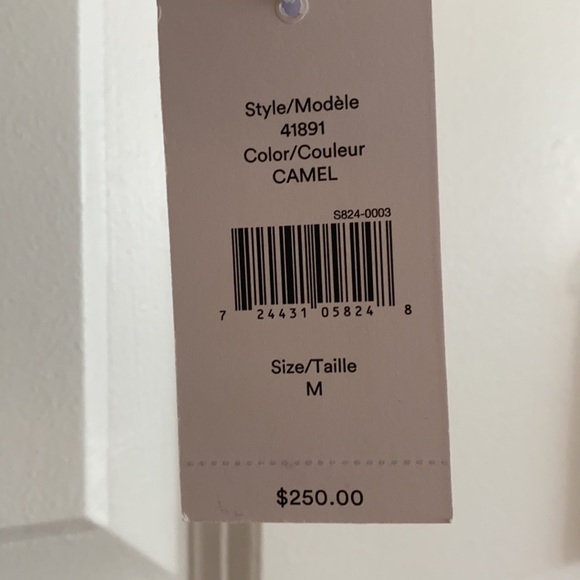 Style/Modèle
41891
Color/Couleur
CAMEL
S824-0003
7 24431 05824 8
Size/Taille
M
$250.00